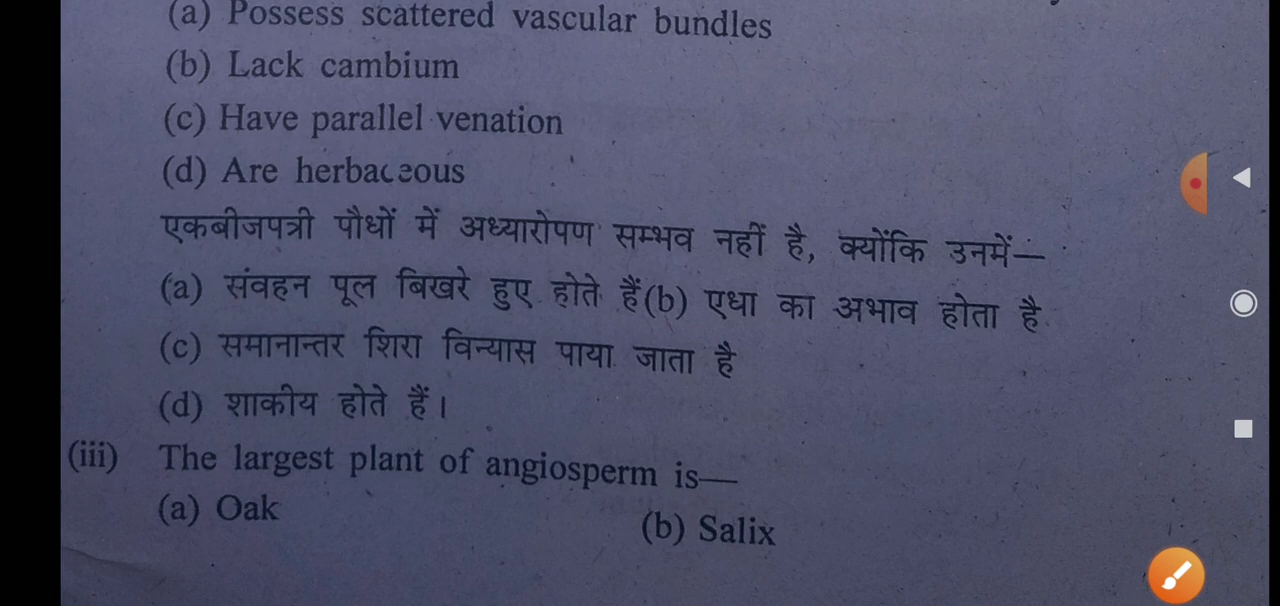 (a) Possess scattered vascular bundles
(b) Lack cambium
(c) Have parallel venation
(d) Are herbaceous
एकबीजपत्री पौधों में अध्यारोपण सम्भव नहीं है, क्योंकि उनमें—
(a) संवहन पूल बिखरे हुए होते हैं (b) एधा का अभाव होता है
(c) समानान्तर शिरा विन्यास पाया जाता है
(d) शाकीय होते हैं।
(iii) The largest plant of angiosperm is—
(a) Oak (b) Salix